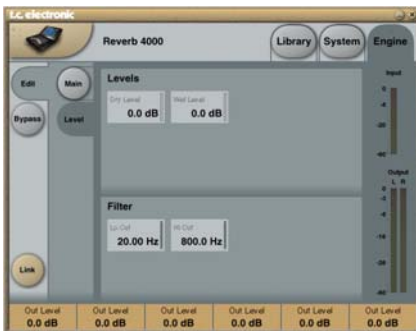 t.c. electronic
Reverb 4000
Library
System
Engine
Edit
Main
Bypass
Level
Levels
Dry Level
Wet Level
0.0 dB
0.0 dB
Filter
Lo Cut
Hi Cut
20.00 Hz
800.0 Hz
Link
Input
0
-20
Output
L R
0
Out Level
Out Level
Out Level
Out Level
Out Level
Out Level
0.0 dB
0.0 dB
0.0 dB
0.0 dB
0.0 dB
0.0 dB